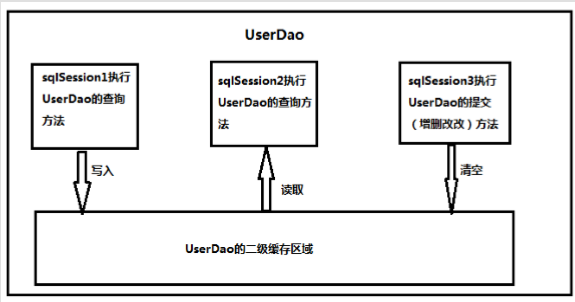 UserDao
sqlSession1执行
UserDao的查询
方法
sqlSession2执行
UserDao的查询方
法
sqlSession3执行
UserDao的提交
（增删改改）方法
写入
读取
清空
UserDao的二级缓存区域